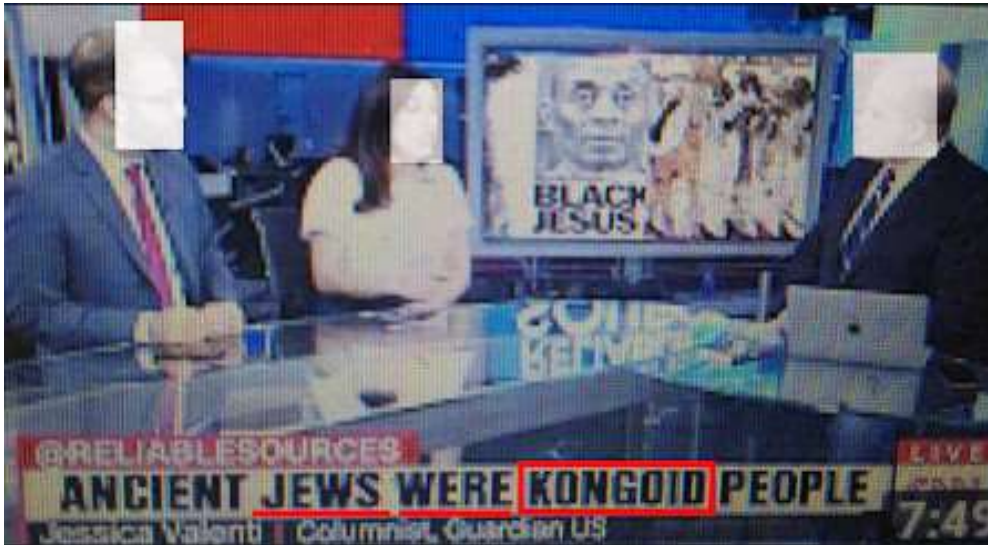 BLACK
JESUS
@RELIABLESOURCES
LIVE
ANCIENT JEWS WERE KONGOID PEOPLE
7:49
Jessica Valenti | Columnist, Guardian US